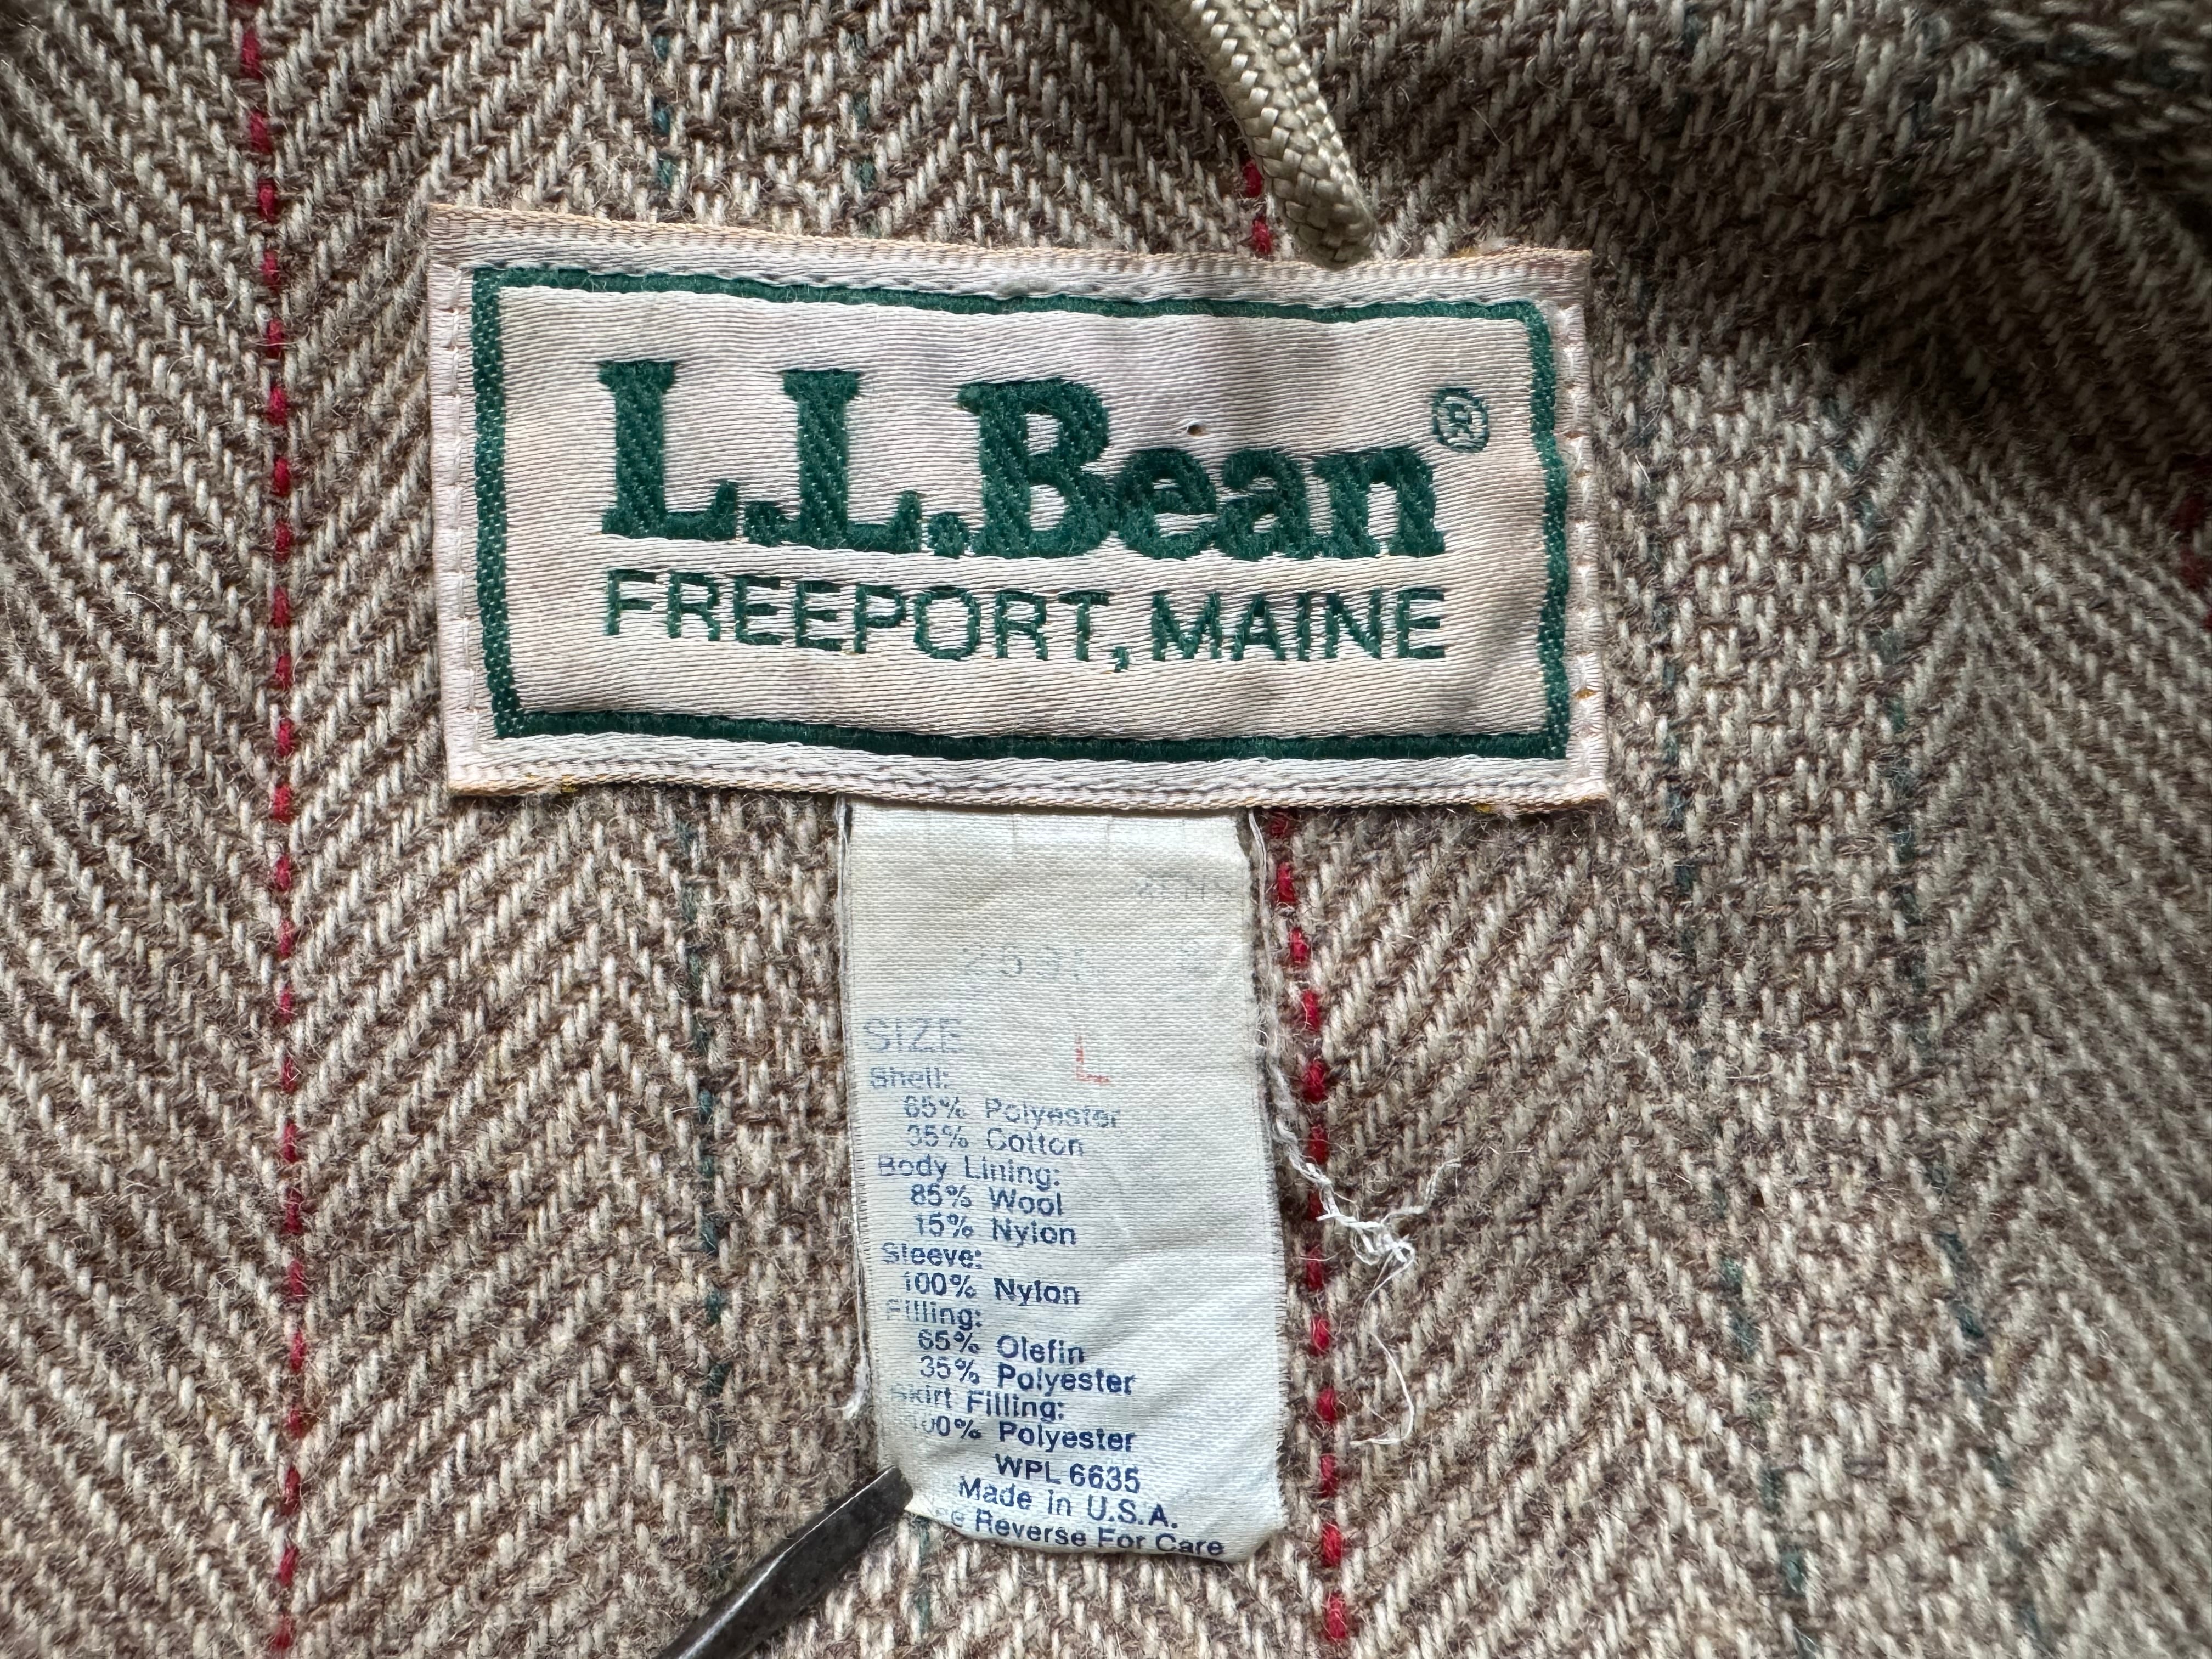 L.L.Bean®
FREEPORT, MAINE
SIZE L
Shell:
65% Polyester
35% Cotton
Body Lining:
85% Wool
15% Nylon
Sleeve:
100% Nylon
Filling:
65% Olefin
35% Polyester
Skirt Filling:
100% Polyester
WPL 6635
Made in U.S.A.
Reverse For Care